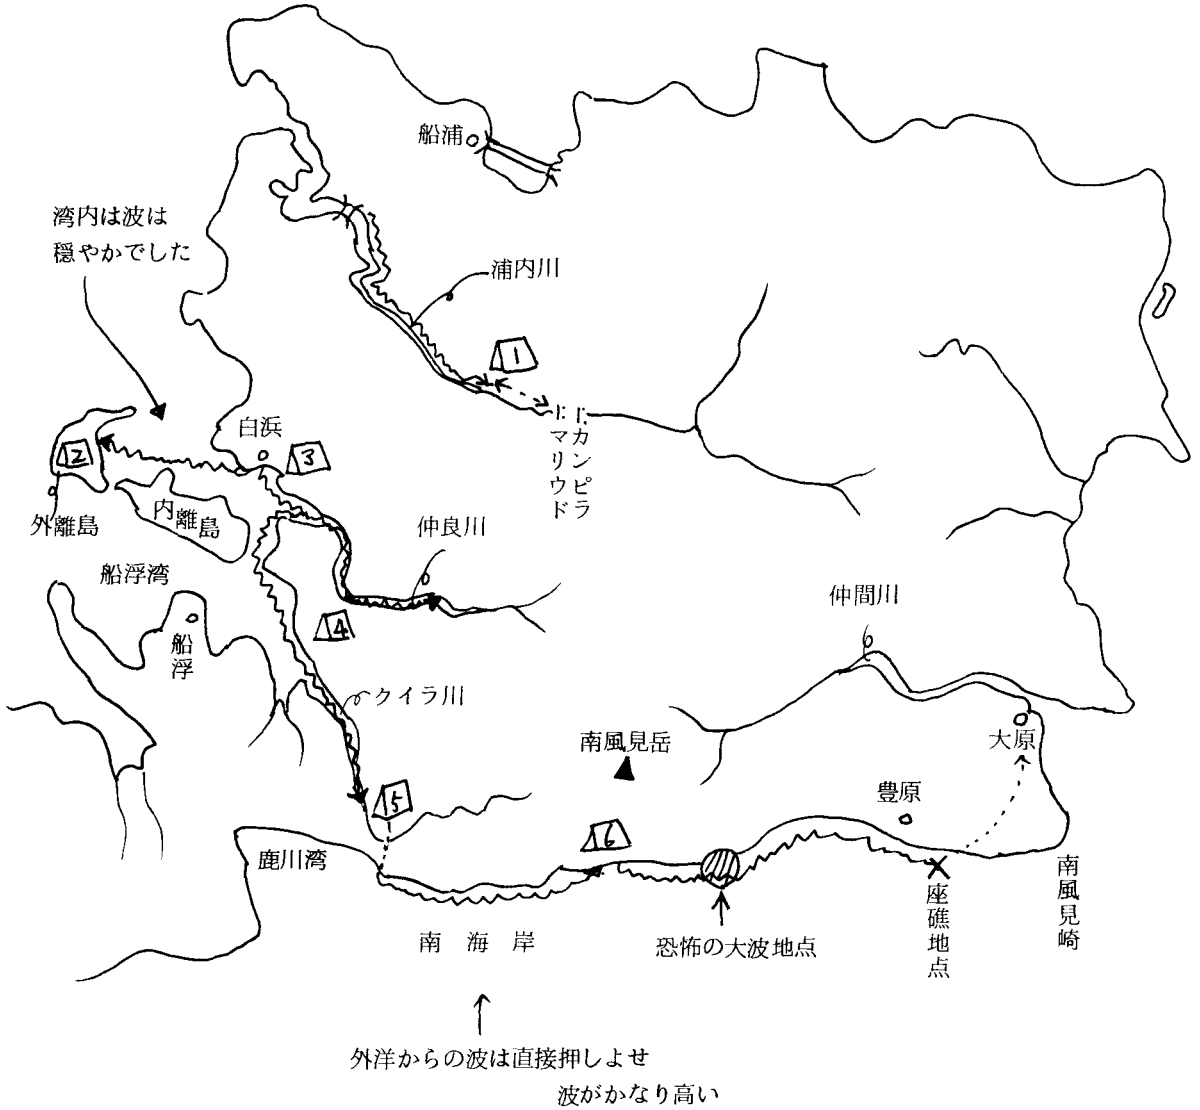 船浦
湾内は波は
穏やかでした
浦内川
1
カンピラ
マリウド
白浜
2
3
外離島
内離島
仲良川
船浮湾
仲間川
船浮
4
クイラ川
南風見岳
大原
5
豊原
6
鹿川湾
南風見崎
座礁地点
南海岸
恐怖の大波地点
外洋からの波は直接押しよせ
波がかなり高い